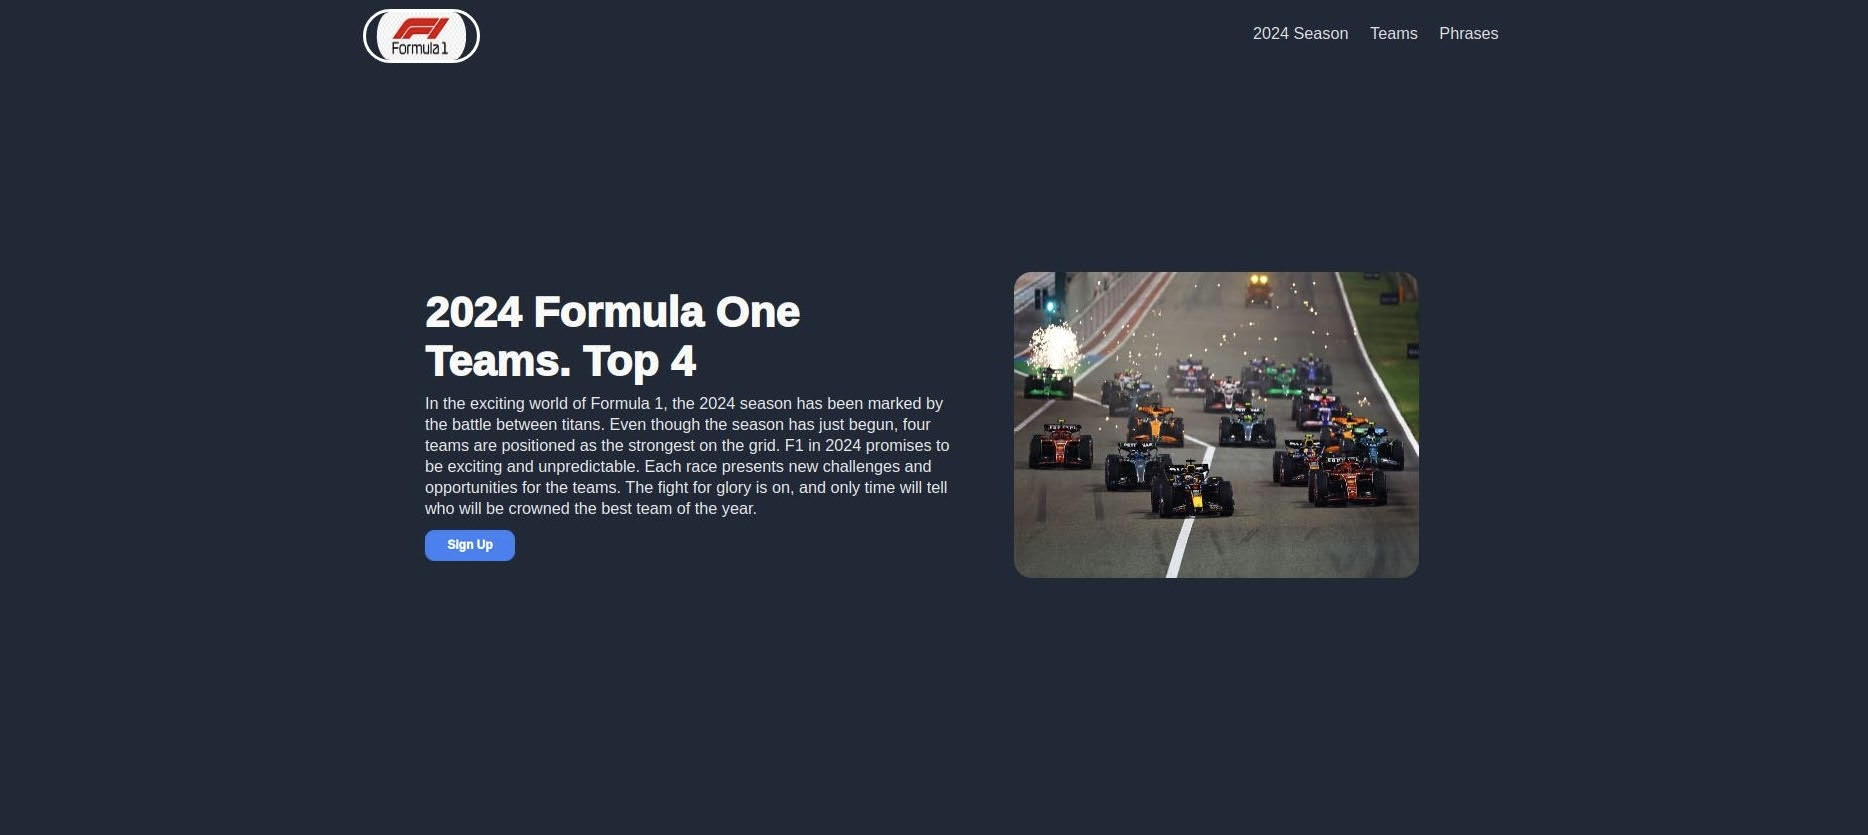 Formula 1
2024 Season
Teams
Phrases
2024 Formula One
Teams. Top 4
In the exciting world of Formula 1, the 2024 season has been marked by
the battle between titans. Even though the season has just begun, four
teams are positioned as the strongest on the grid. F1 in 2024 promises to
be exciting and unpredictable. Each race presents new challenges and
opportunities for the teams. The fight for glory is on, and only time will tell
who will be crowned the best team of the year.
Sign Up